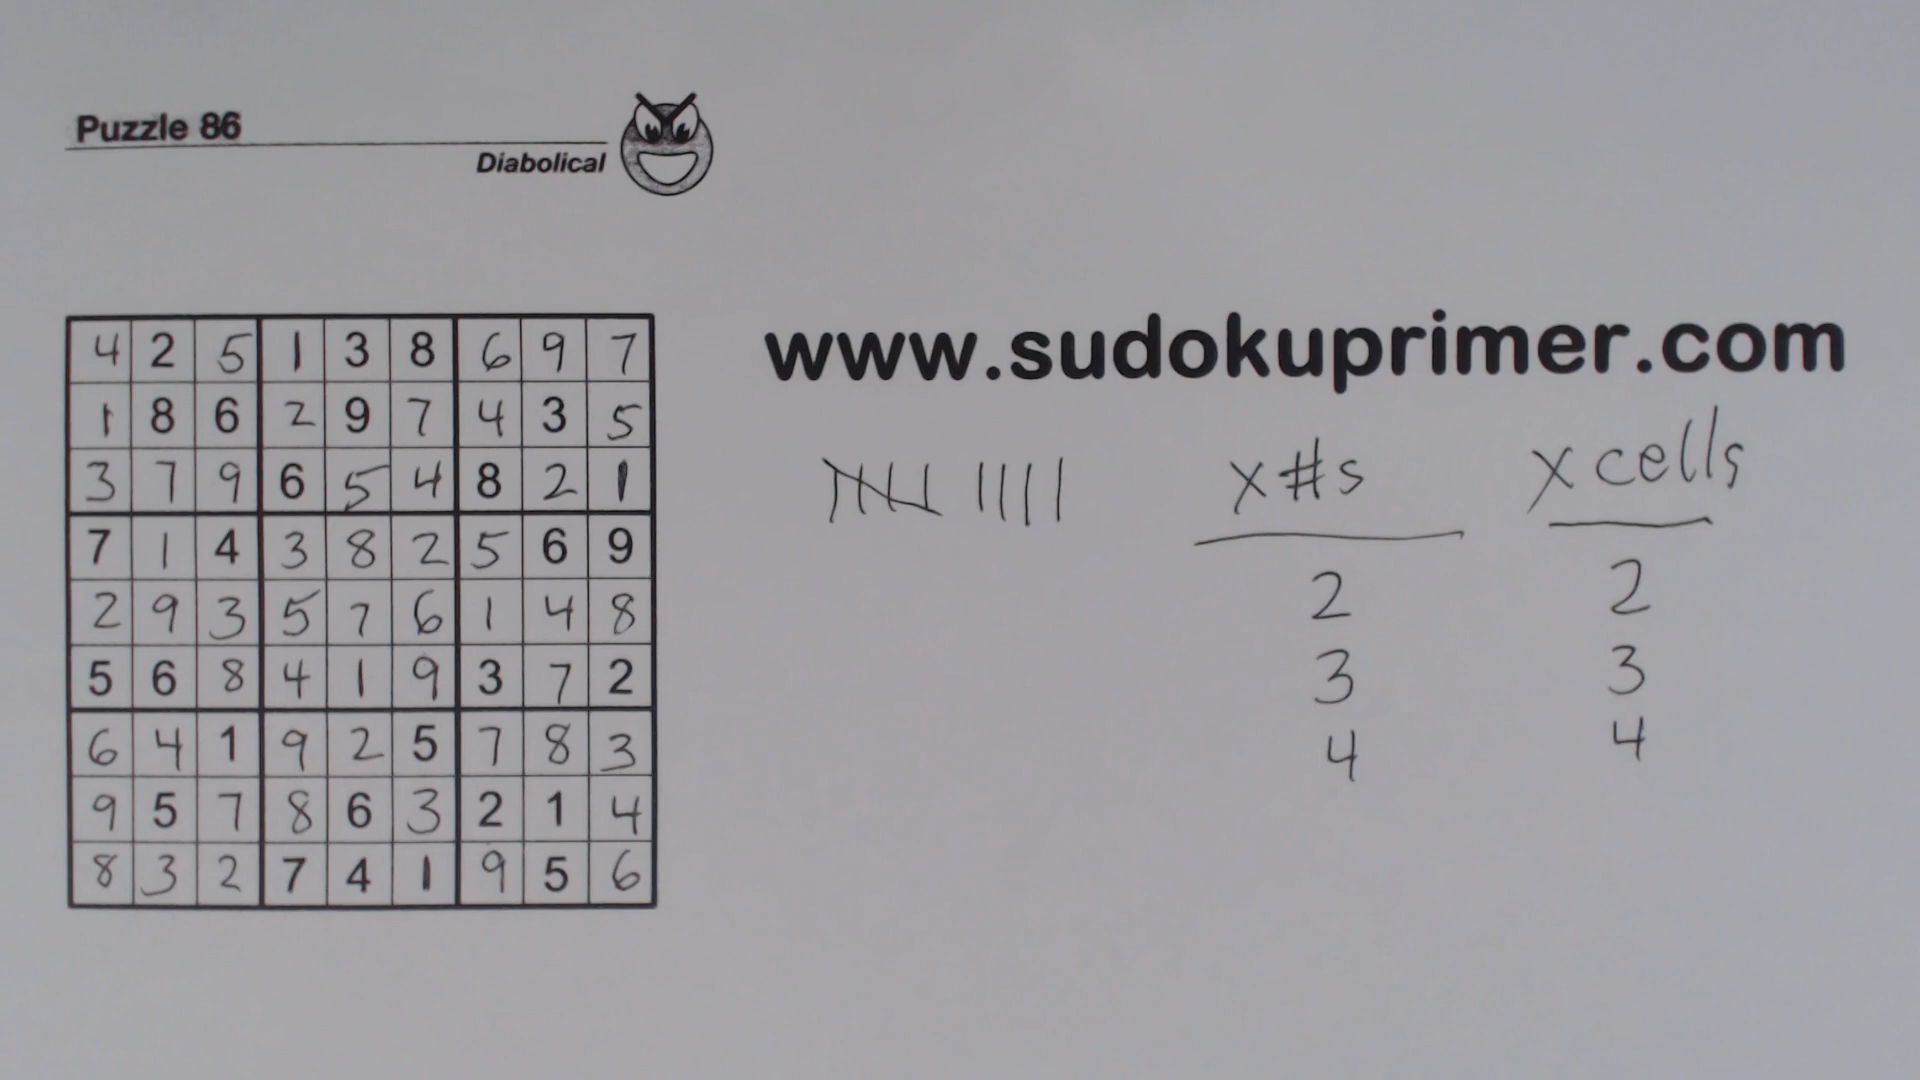 Puzzle 86
Diabolical
4 2 5 1 3 8 6 9 7
1 8 6 2 9 7 4 3 5
3 7 9 6 5 4 8 2 1
7 1 4 3 8 2 5 6 9
2 9 3 5 7 6 1 4 8
5 6 8 4 1 9 3 7 2
6 4 1 9 2 5 7 8 3
9 5 7 8 6 3 2 1 4
8 3 2 7 4 1 9 5 6
www.sudokuprimer.com
x #s x cells
2 2
3 3
4 4